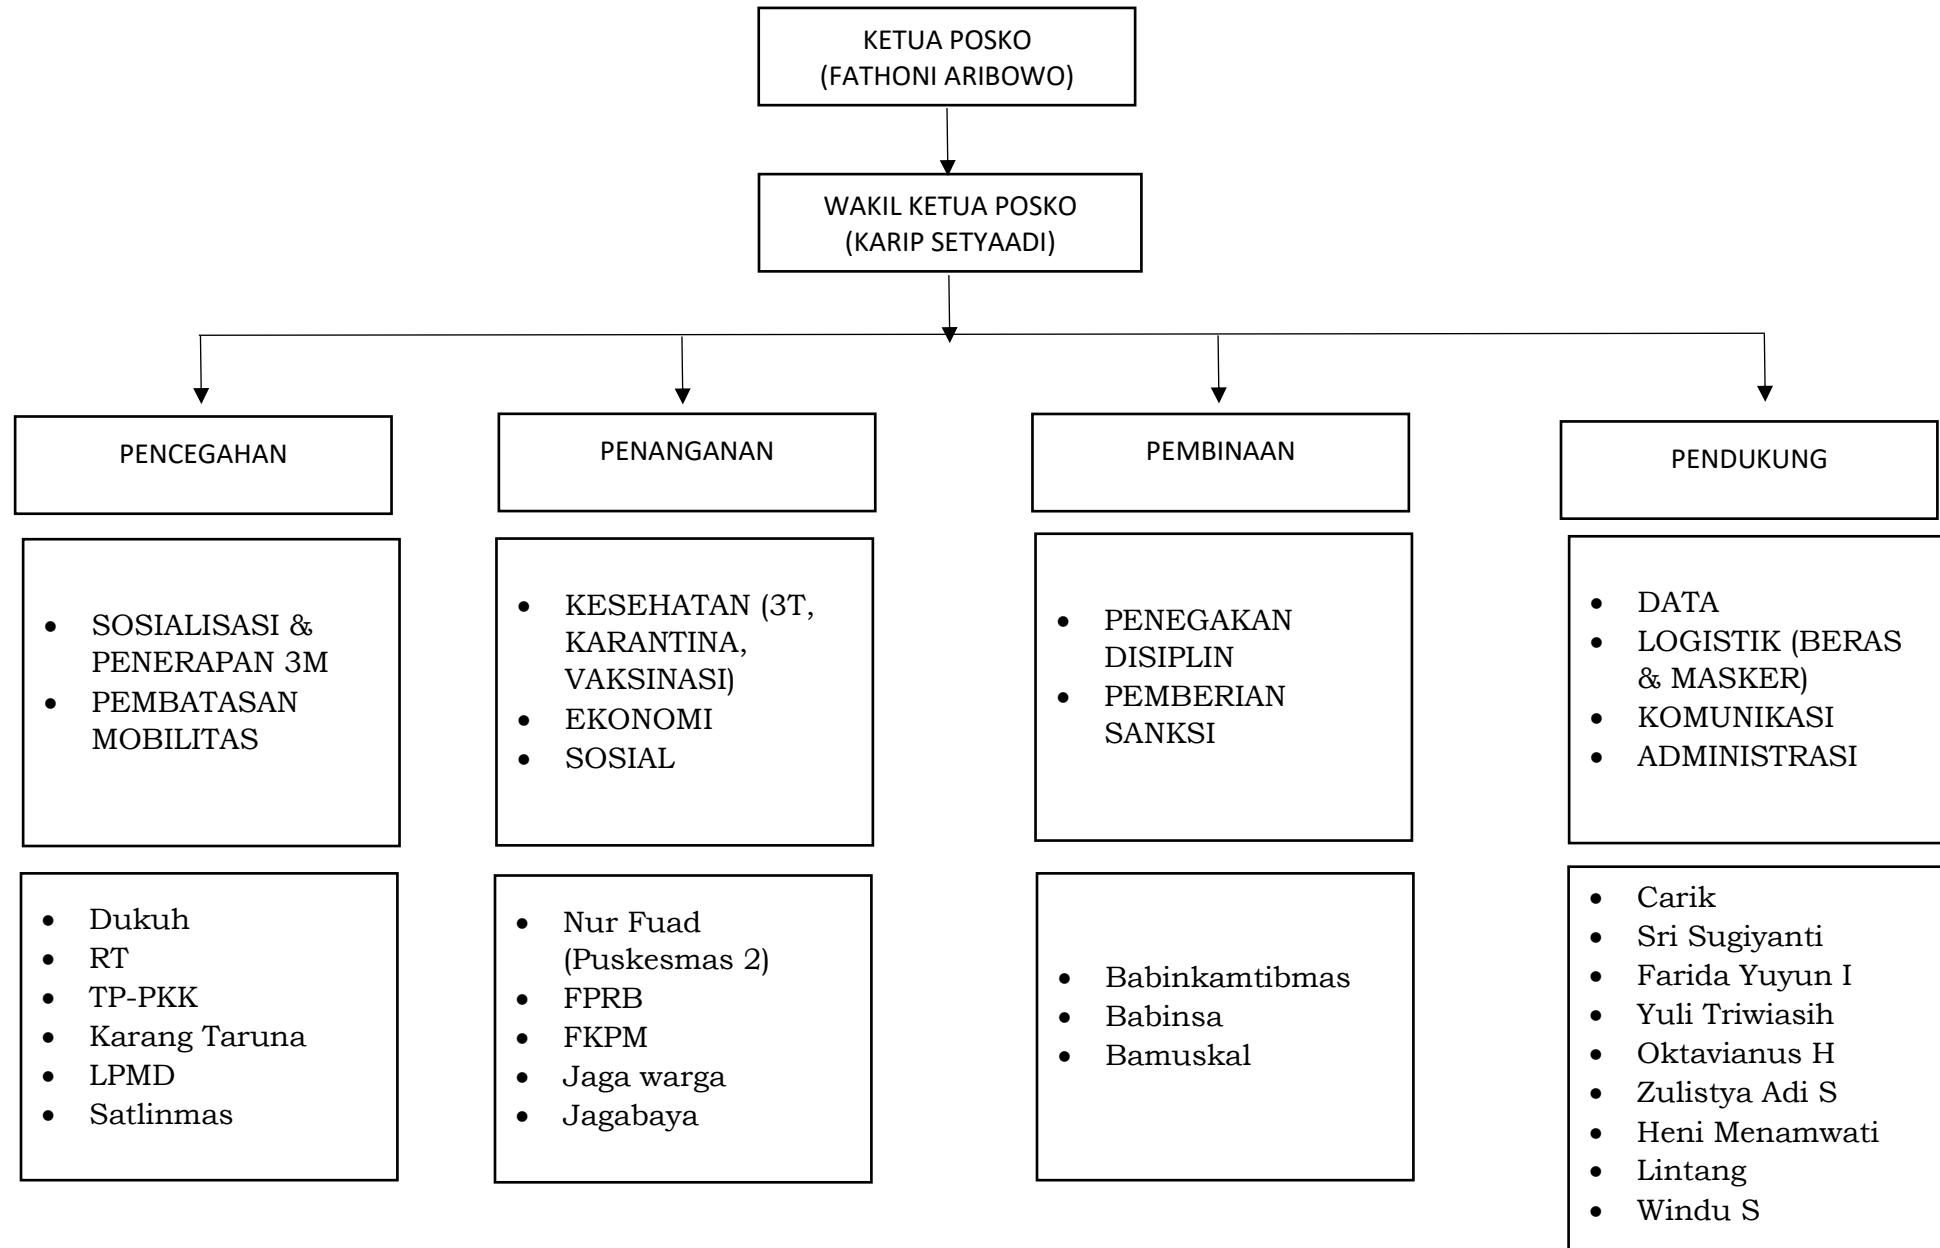 KETUA POSKO
(FATHONI ARIBOWO)
WAKIL KETUA POSKO
(KARIP SETYAADI)
PENCEGAHAN
• SOSIALISASI &
PENERAPAN 3M
• PEMBATASAN
MOBILITAS
• Dukuh
• RT
• TP-PKK
• Karang Taruna
• LPMD
• Satlinmas
PENANGANAN
• KESEHATAN (3T,
KARANTINA,
VAKSINASI)
• EKONOMI
• SOSIAL
• Nur Fuad
(Puskesmas 2)
• FPRB
• FKPM
• Jaga warga
• Jagabaya
PEMBINAAN
• PENEGAKAN
DISIPLIN
• PEMBERIAN
SANKSI
• Babinkamtibmas
• Babinsa
• Bamuskal
PENDUKUNG
• DATA
• LOGISTIK (BERAS
& MASKER)
• KOMUNIKASI
• ADMINISTRASI
• Carik
• Sri Sugiyanti
• Farida Yuyun I
• Yuli Triwiasih
• Oktavianus H
• Zulistya Adi S
• Heni Menamwati
• Lintang
• Windu S